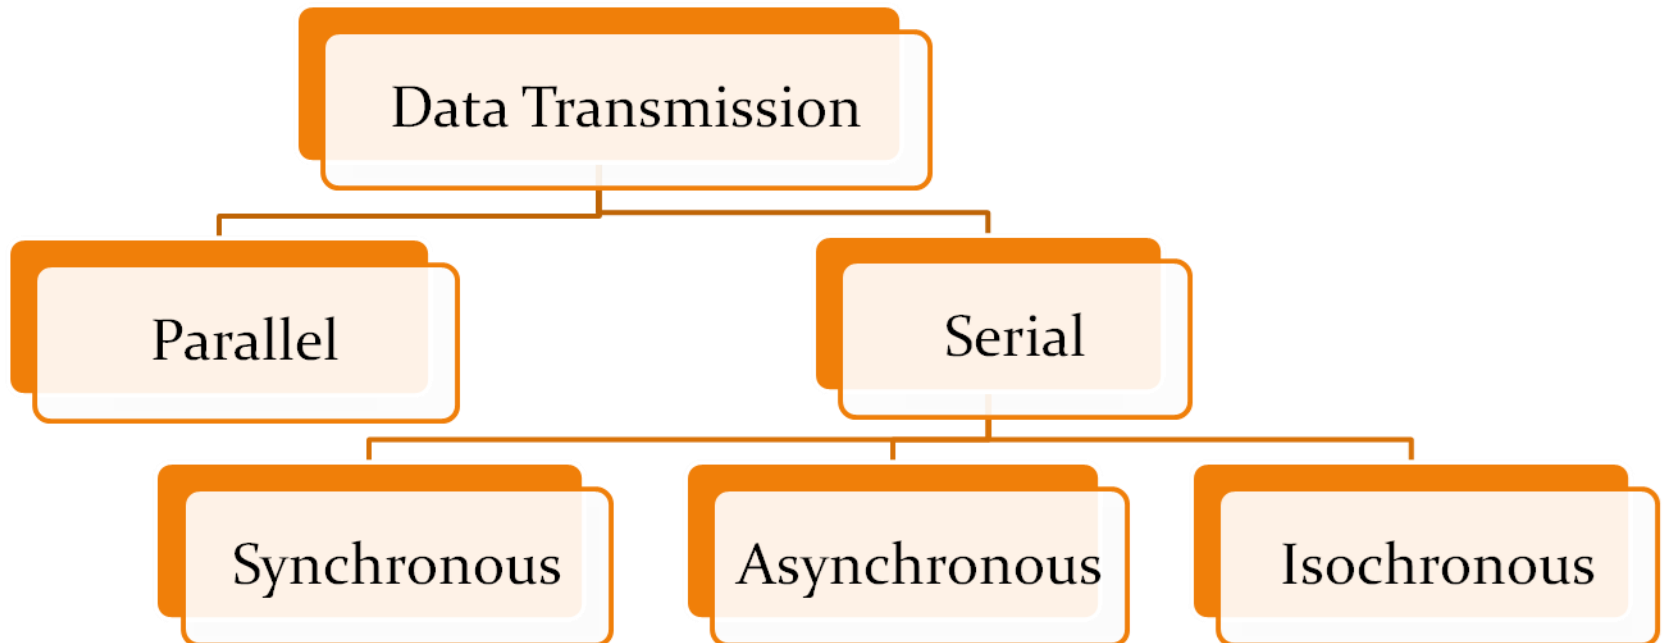 Data Transmission
Parallel
Serial
Synchronous
Asynchronous
Isochronous